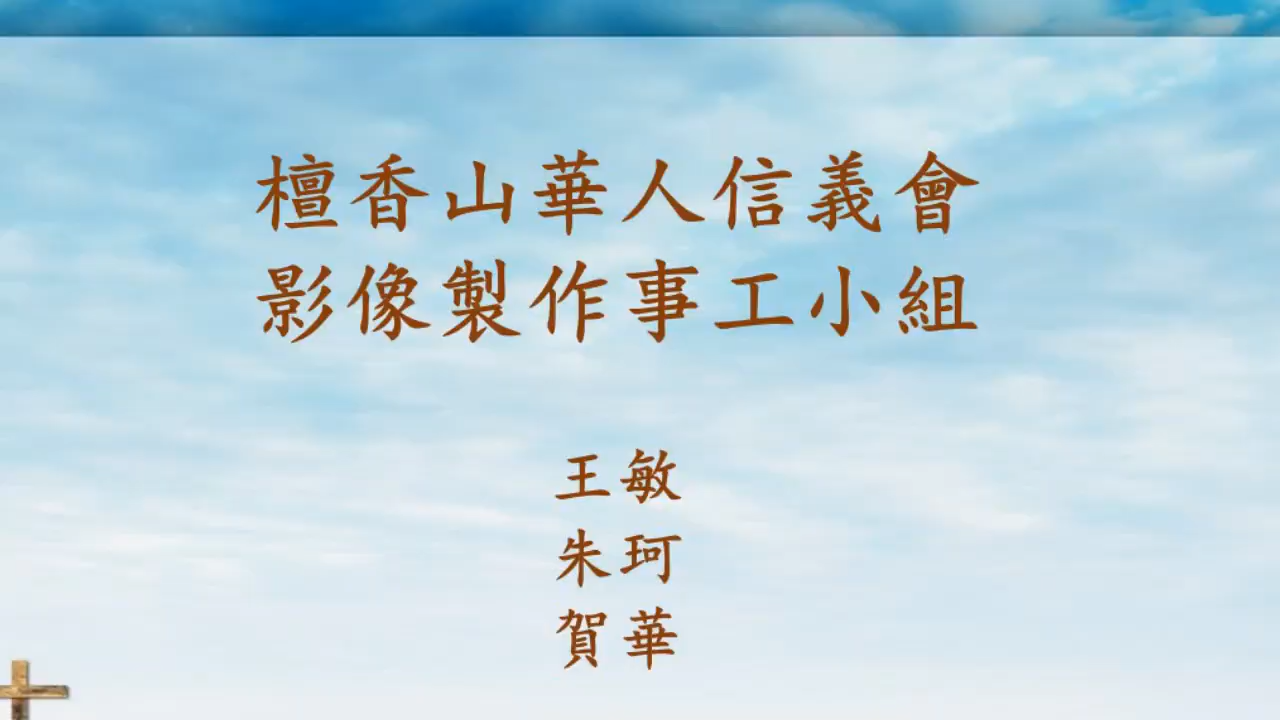 檀香山華人信義會
影像製作事工小組
王敏
朱珂
賀華